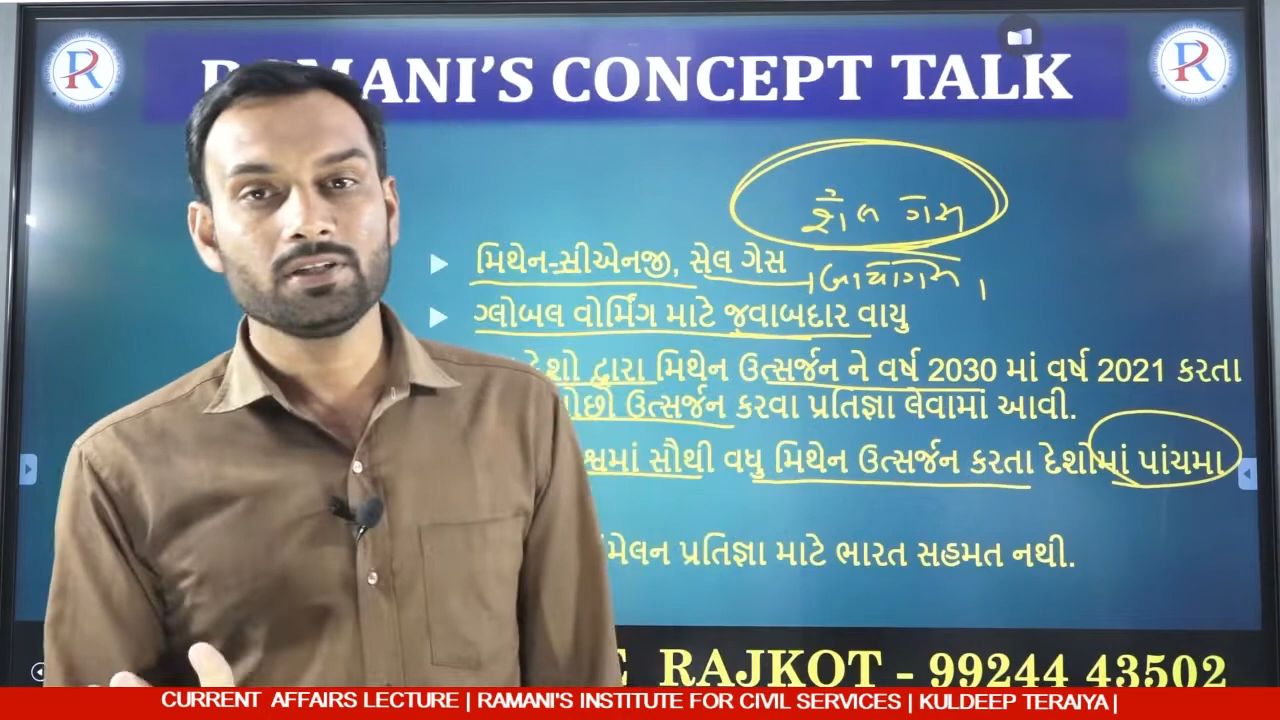 RAMANI'S CONCEPT TALK
R
Rajkot
R
Rajkot
શેલ ગેસ
મિથેન-સીએનજી, સેલ ગેસ
બાયોગેસ
ગ્લોબલ વોર્મિંગ માટે જવાબદાર વાયુ
દેશો દ્વારા મિથેન ઉત્સર્જન ને વર્ષ 2030 માં વર્ષ 2021 કરતા
ઓછો ઉત્સર્જન કરવા પ્રતિજ્ઞા લેવામાં આવી.
વિશ્વમાં સૌથી વધુ મિથેન ઉત્સર્જન કરતા દેશોમાં પાંચમા
પ્રતિજ્ઞા માટે ભારત સહમત નથી.
RAJKOT - 99244 43502
CURRENT AFFAIRS LECTURE | RAMANI'S INSTITUTE FOR CIVIL SERVICES | KULDEEP TERAIYA |